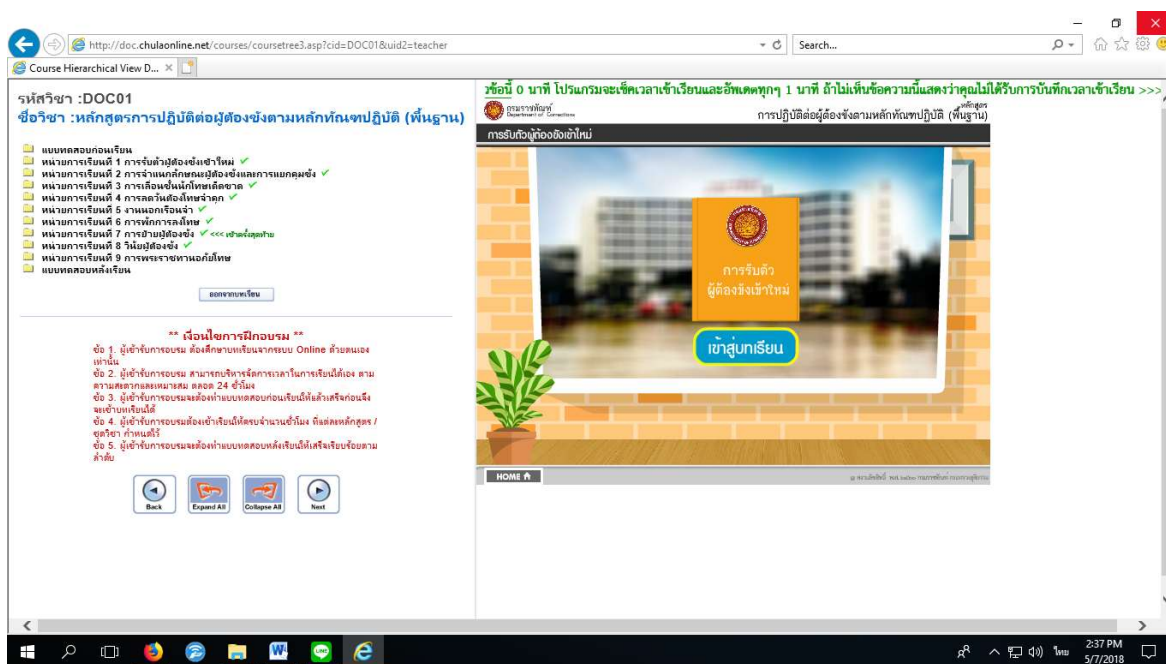 http://doc.chulaonline.net/courses/coursetree3.asp?cid=DOC01&uid2=teacher
Search...
Course Hierarchical View D...
รหัสวิชา :DOC01
ชื่อวิชา :หลักสูตรการปฏิบัติต่อผู้ต้องขังตามหลักทัณฑปฏิบัติ (พื้นฐาน)
แบบทดสอบก่อนเรียน
หน่วยการเรียนที่ 1 การรับตัวผู้ต้องขังเข้าใหม่ ✓
หน่วยการเรียนที่ 2 การจำแนกลักษณะผู้ต้องขังและการแยกคุมขัง ✓
หน่วยการเรียนที่ 3 การเลื่อนชั้นนักโทษเด็ดขาด ✓
หน่วยการเรียนที่ 4 การลดวันต้องโทษจำคุก ✓
หน่วยการเรียนที่ 5 งานนอกเรือนจำ ✓
หน่วยการเรียนที่ 6 การพักการลงโทษ ✓
หน่วยการเรียนที่ 7 การย้ายผู้ต้องขัง ✓ <<< เข้าครั้งสุดท้าย
หน่วยการเรียนที่ 8 วินัยผู้ต้องขัง ✓
หน่วยการเรียนที่ 9 การพระราชทานอภัยโทษ
แบบทดสอบหลังเรียน
ออกจากบทเรียน
** เงื่อนไขการฝึกอบรม **
ข้อ 1. ผู้เข้ารับการอบรม ต้องศึกษาบทเรียนจากระบบ Online ด้วยตนเอง
เท่านั้น
ข้อ 2. ผู้เข้ารับการอบรม สามารถบริหารจัดการเวลาในการเรียนได้เอง ตาม
ความสะดวกและเหมาะสม ตลอด 24 ชั่วโมง
ข้อ 3. ผู้เข้ารับการอบรมจะต้องทำแบบทดสอบก่อนเรียนให้แล้วเสร็จก่อนจึง
จะเข้าบทเรียนได้
ข้อ 4. ผู้เข้ารับการอบรมต้องเข้าเรียนให้ครบจำนวนชั่วโมง ที่แต่ละหลักสูตร /
ชุดวิชา กำหนดไว้
ข้อ 5. ผู้เข้ารับการอบรมจะต้องทำแบบทดสอบหลังเรียนให้เสร็จเรียบร้อยตาม
ลำดับ
Back
Expand All
Collapse All
Next
วข้อนี้ 0 นาที โปรแกรมจะเช็คเวลาเข้าเรียนและอัพเดตทุกๆ 1 นาที ถ้าไม่เห็นข้อความนี้แสดงว่าคุณไม่ได้รับการบันทึกเวลาเข้าเรียน >>>
กรมราชทัณฑ์
Department of Corrections
หลักสูตร
การปฏิบัติต่อผู้ต้องขังตามหลักทัณฑปฏิบัติ (พื้นฐาน)
การรับตัวผู้ต้องขังเข้าใหม่
การรับตัว
ผู้ต้องขังเข้าใหม่
เข้าสู่บทเรียน
HOME
ไทย
2:37 PM
5/7/2018